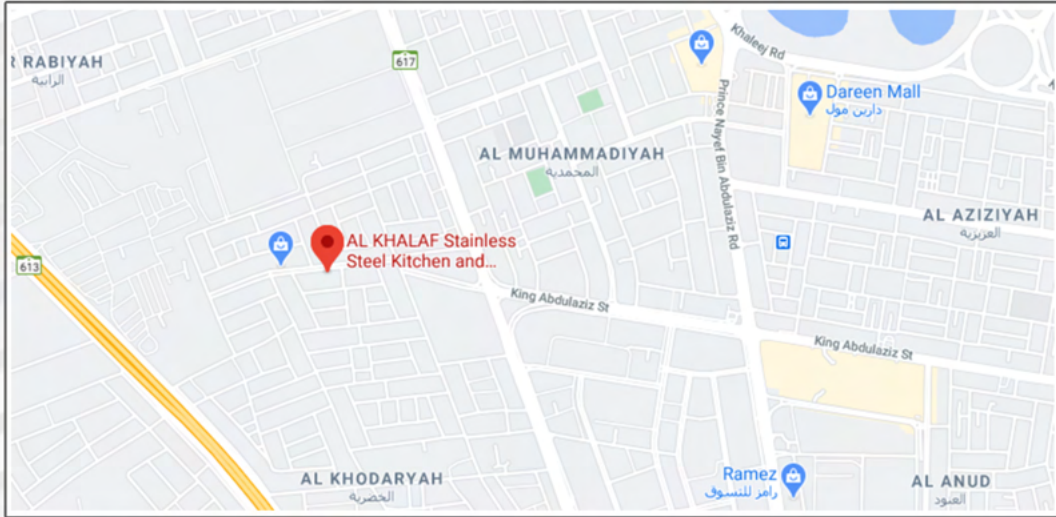 R RABIYAH
الرابية
617
Khaleej Rd
Dareen Mall
دارين مول
Prince Nayef Bin Abdulaziz Rd
AL MUHAMMADIYAH
المحمدية
AL AZIZIYAH
العزيزية
613
AL KHALAF Stainless
Steel Kitchen and...
King Abdulaziz St
King Abdulaziz St
AL KHODARYAH
الخضرية
Ramez
رامز للتسوق
AL ANUD
العنود